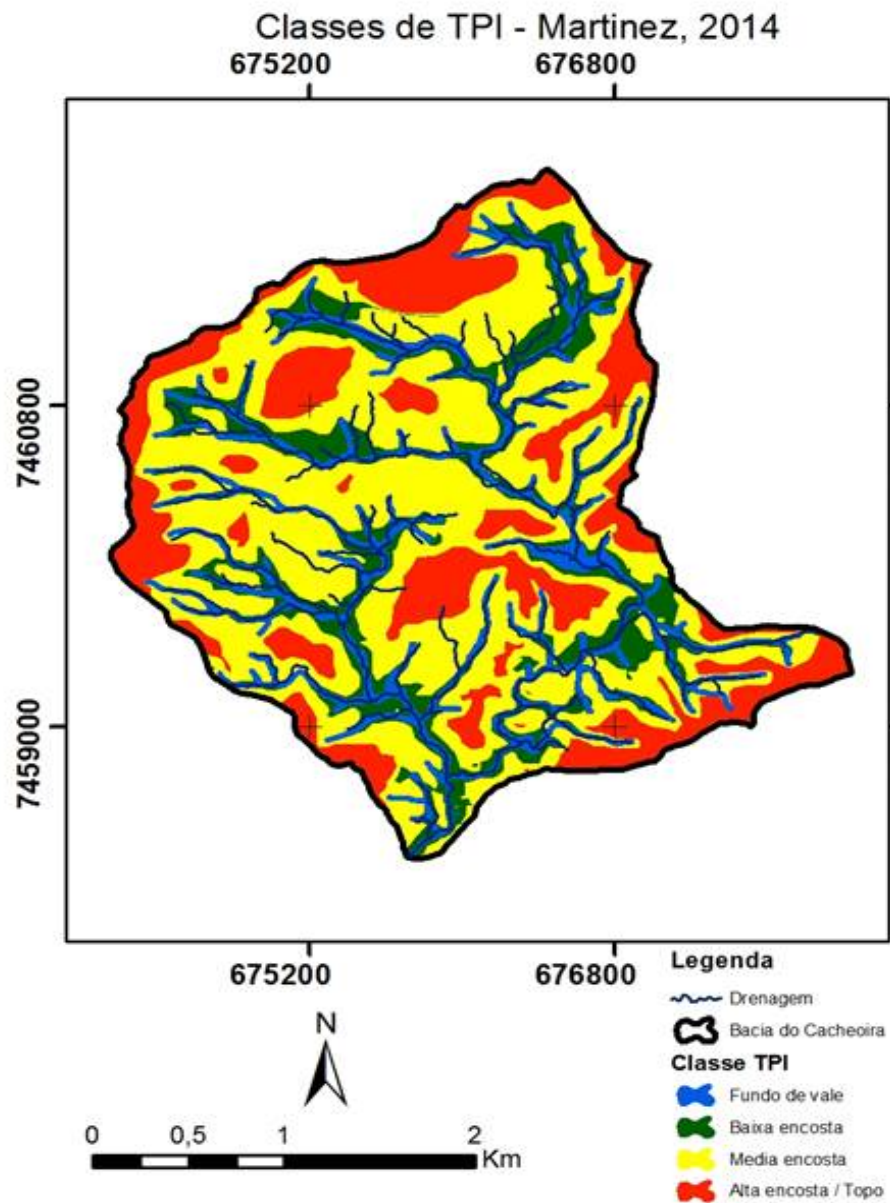 Classes de TPI - Martinez, 2014
675200 676800
7460800
7459000
675200 676800
Legenda
Drenagem
Bacia do Cacheoira
Classe TPI
Fundo de vale
Baixa encosta
Media encosta
Alta encosta / Topo
N
0 0,5 1 2
Km